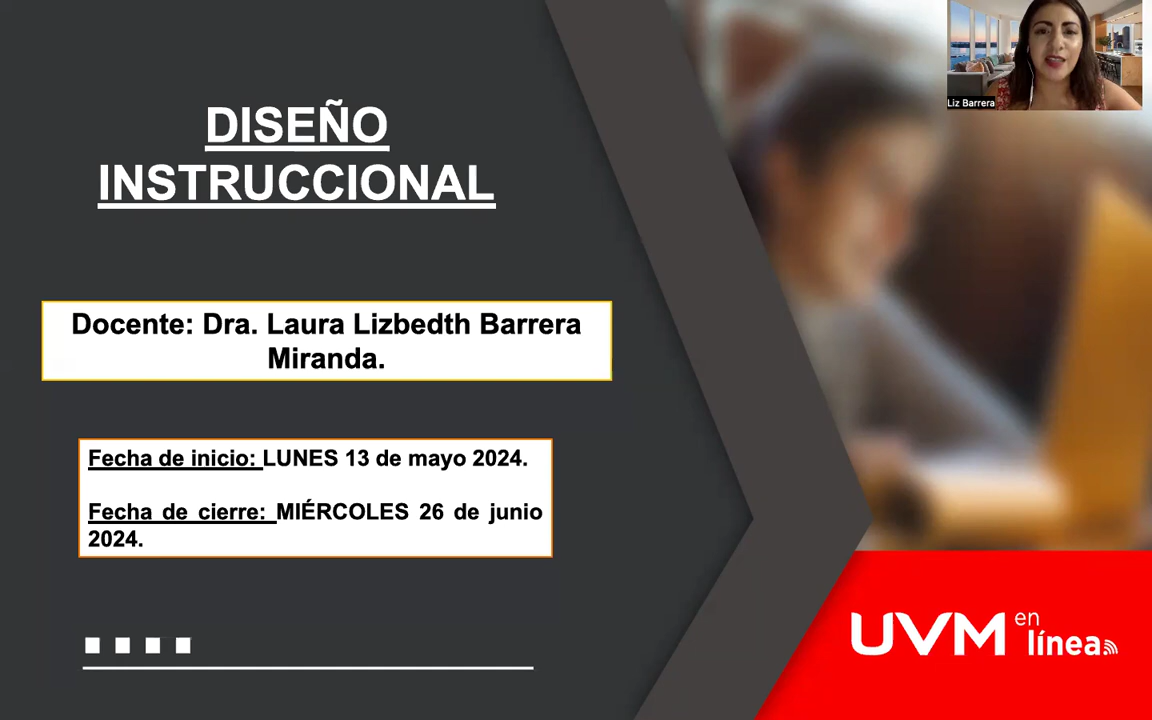 DISEÑO
INSTRUCCIONAL
Docente: Dra. Laura Lizbedth Barrera
Miranda.
Fecha de inicio: LUNES 13 de mayo 2024.
Fecha de cierre: MIÉRCOLES 26 de junio
2024.
Liz Barrera
UVM en
línea